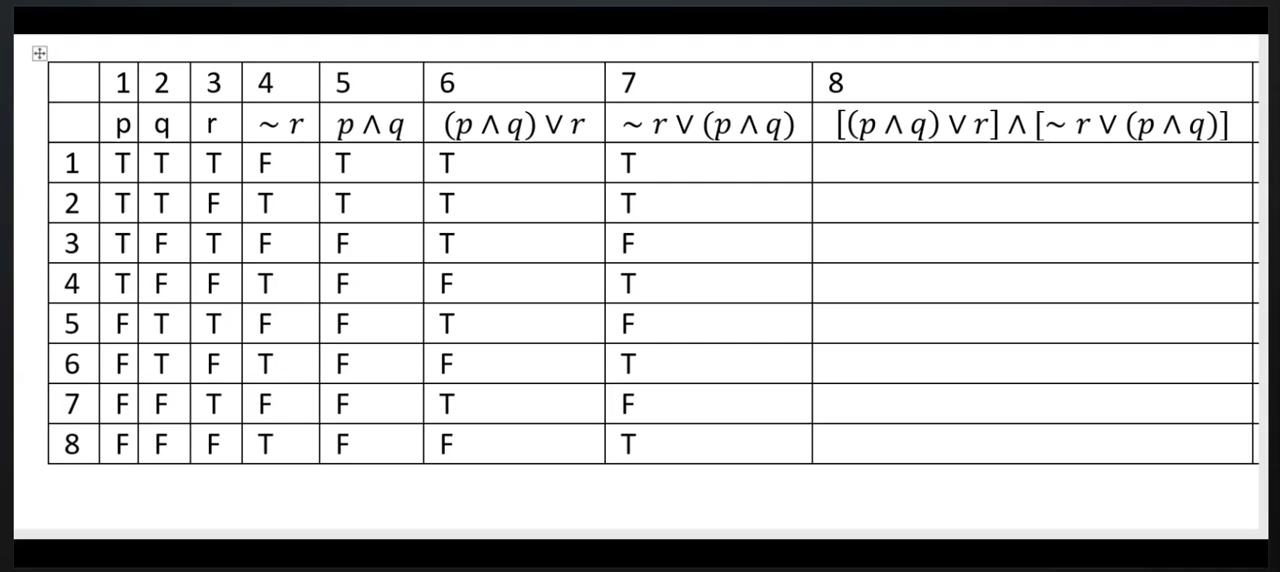 1 2 3 4 5 6 7 8
p q r ~ r p ∧ q (p ∧ q) ∨ r ~ r ∨ (p ∧ q) [(p ∧ q) ∨ r] ∧ [~ r ∨ (p ∧ q)]
1 T T T F T T T
2 T T F T T T T
3 T F T F F T F
4 T F F T F F T
5 F T T F F T F
6 F T F T F F T
7 F F T F F T F
8 F F F T F F T